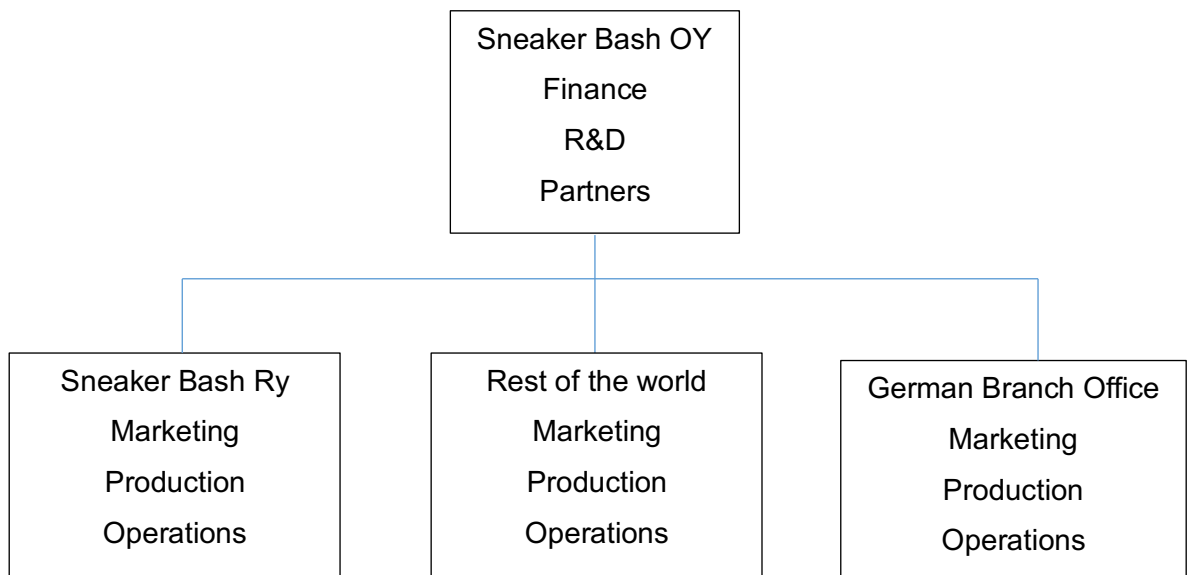 Sneaker Bash OY
Finance
R&D
Partners
Sneaker Bash Ry
Marketing
Production
Operations
Rest of the world
Marketing
Production
Operations
German Branch Office
Marketing
Production
Operations